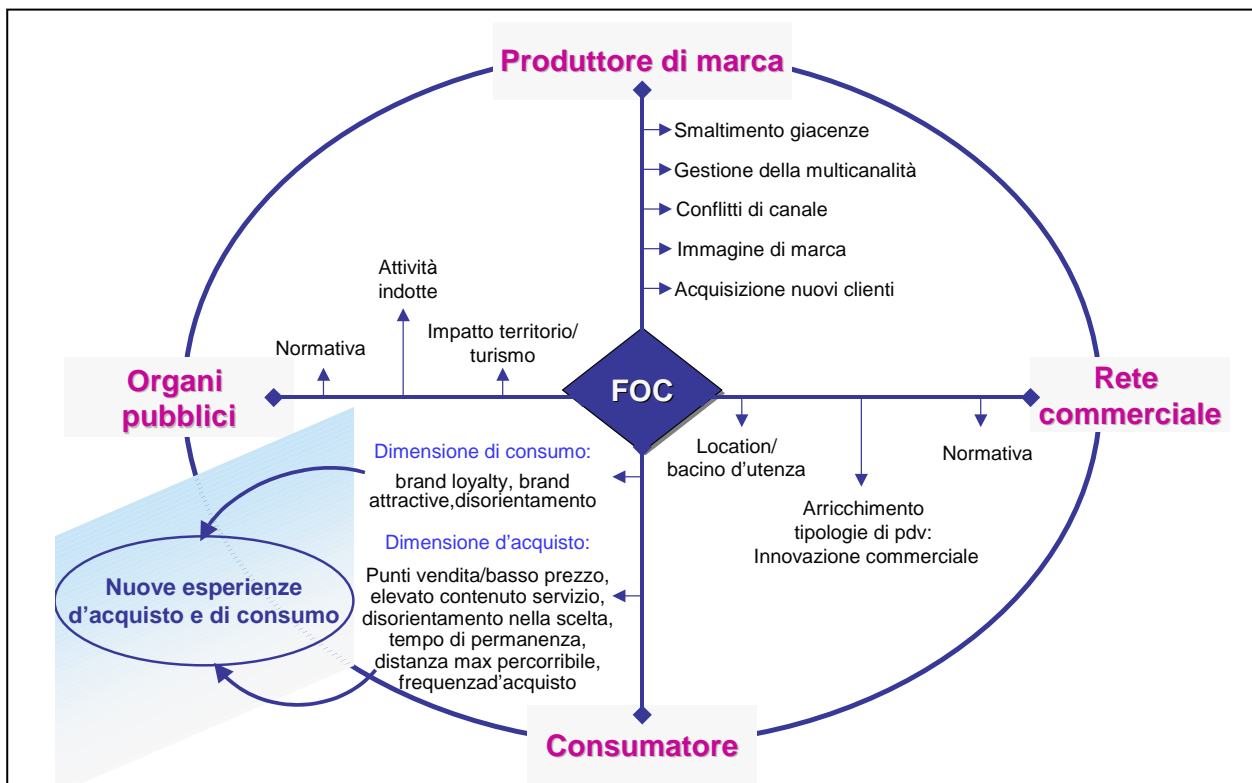 Produttore di marca
Smaltimento giacenze
Gestione della multicanalità
Conflitti di canale
Immagine di marca
Acquisizione nuovi clienti
Attività
indotte
Normativa
Impatto territorio/
turismo
Organi
pubblici
FOC
Rete
commerciale
Location/
bacino d'utenza
Normativa
Arricchimento
tipologie di pdv:
Innovazione commerciale
Dimensione di consumo:
brand loyalty, brand
attractive,disorientamento
Dimensione d'acquisto:
Punti vendita/basso prezzo,
elevato contenuto servizio,
disorientamento nella scelta,
tempo di permanenza,
distanza max percorribile,
frequenzad'acquisto
Nuove esperienze
d'acquisto e di consumo
Consumatore